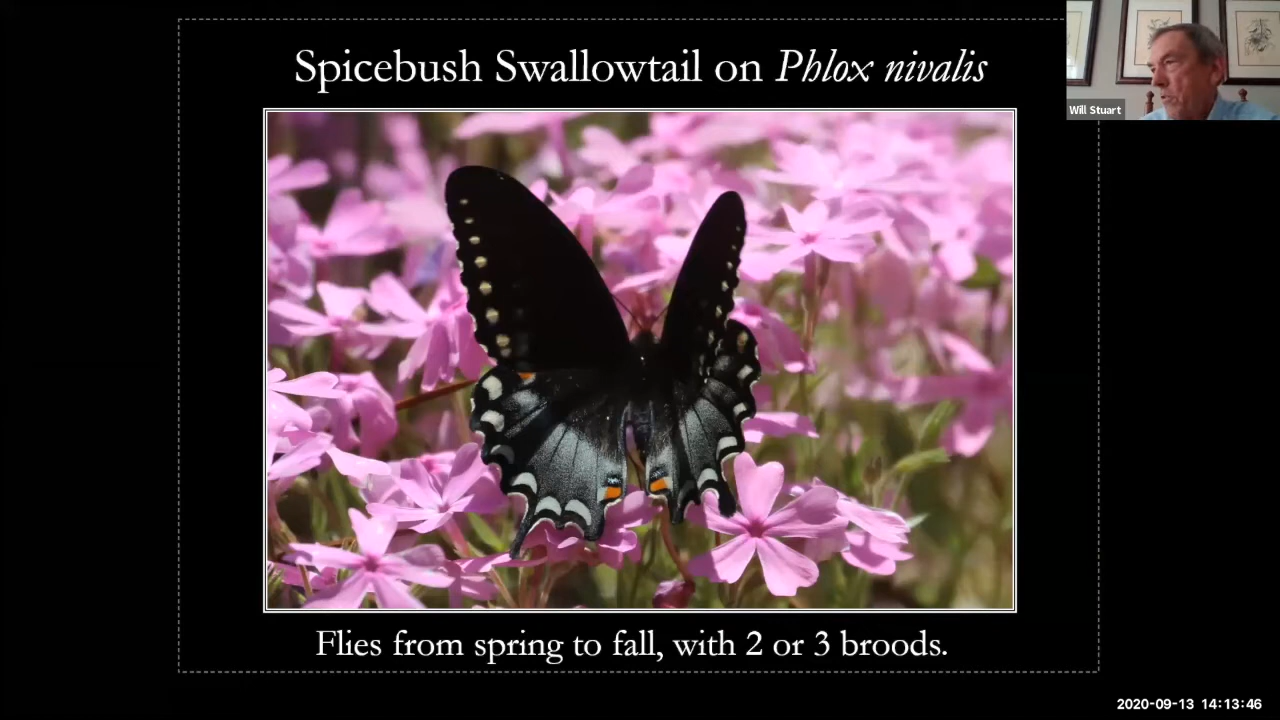 Spicebush Swallowtail on Phlox nivalis
Will Stuart
Flies from spring to fall, with 2 or 3 broods.
2020-09-13 14:13:46